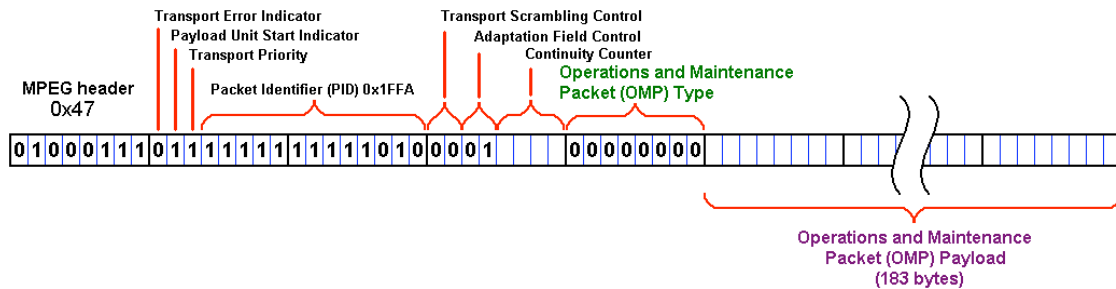 Transport Error Indicator
Payload Unit Start Indicator
Transport Priority
MPEG header
0x47
Packet Identifier (PID) 0x1FFA
Transport Scrambling Control
Adaptation Field Control
Continuity Counter
Operations and Maintenance
Packet (OMP) Type
0 1 0 0 0 1 1 1 0 1 1 1 1 1 1 1 1 1 1 1 1 0 1 0 0 0 0 1 0 0 0 0 0 0 0 0
Operations and Maintenance
Packet (OMP) Payload
(183 bytes)